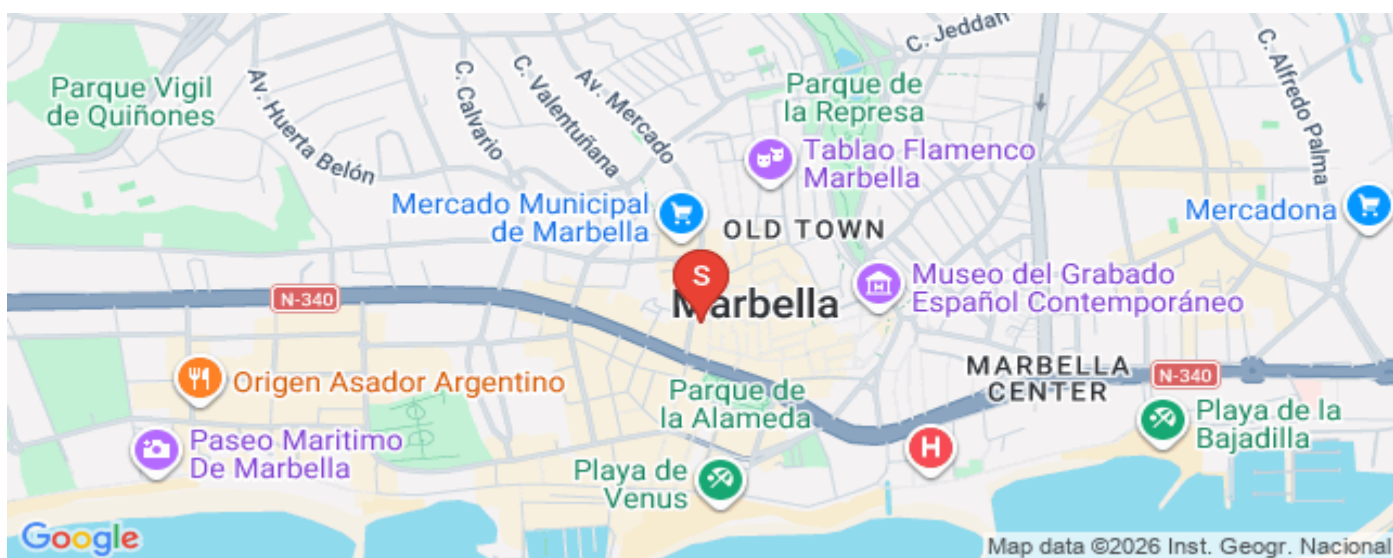 C. Jeddah
Parque Vigil
de Quiñones
Av. Huerta Belón
C. Calvario
C. Valentuñana
Av. Mercado
Parque de
la Represa
C. Alfredo Palma
Tablao Flamenco
Marbella
Mercado Municipal
de Marbella
OLD TOWN
Mercadona
S
Marbella
Museo del Grabado
Español Contemporáneo
N-340
Origen Asador Argentino
MARBELLA
CENTER
N-340
Parque de
la Alameda
Paseo Maritimo
De Marbella
Playa de la
Bajadilla
H
Playa de
Venus
Google
Map data ©2026 Inst. Geogr. Nacional